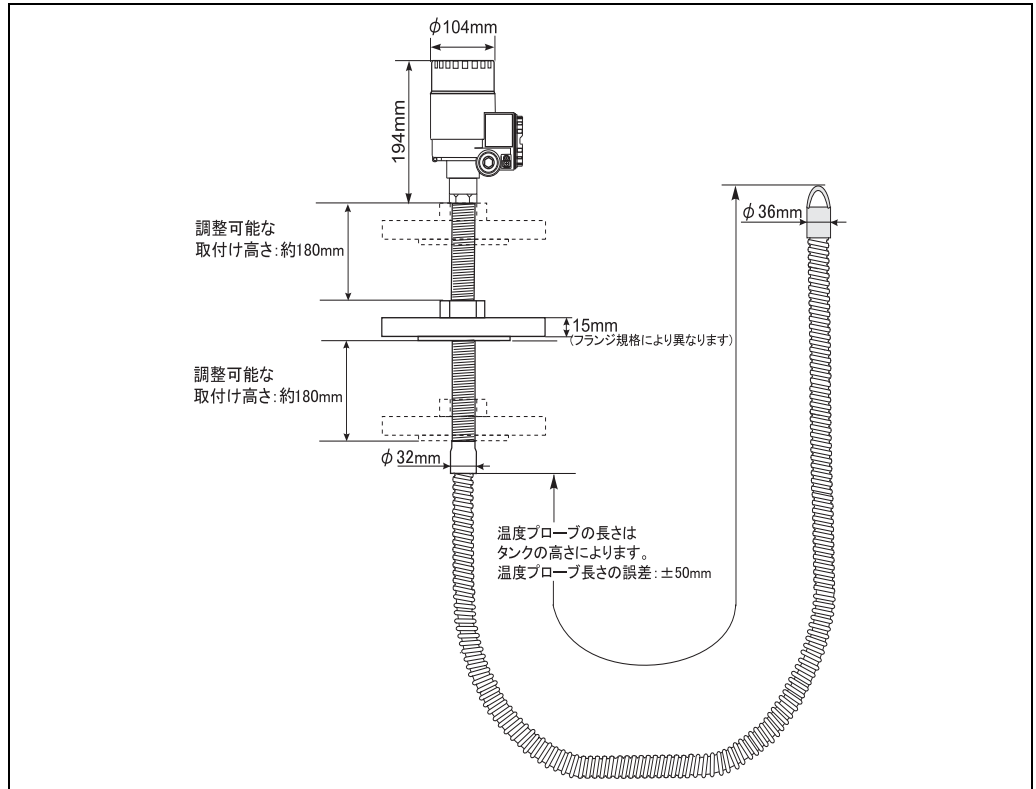 φ104mm
194mm
調整可能な
取付け高さ:約180mm
φ36mm
15mm
(フランジ規格により異なります)
調整可能な
取付け高さ:約180mm
φ32mm
温度プローブの長さは
タンクの高さによります。
温度プローブ長さの誤差:±50mm